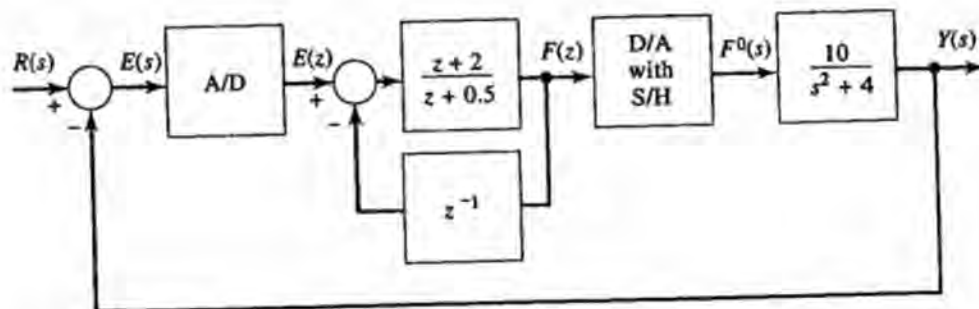 R(s)
+
−
E(s)
A/D
E(z)
+
−
z + 2
z + 0.5
z⁻¹
F(z)
D/A
with
S/H
F⁰(s)
10
s² + 4
Y(s)